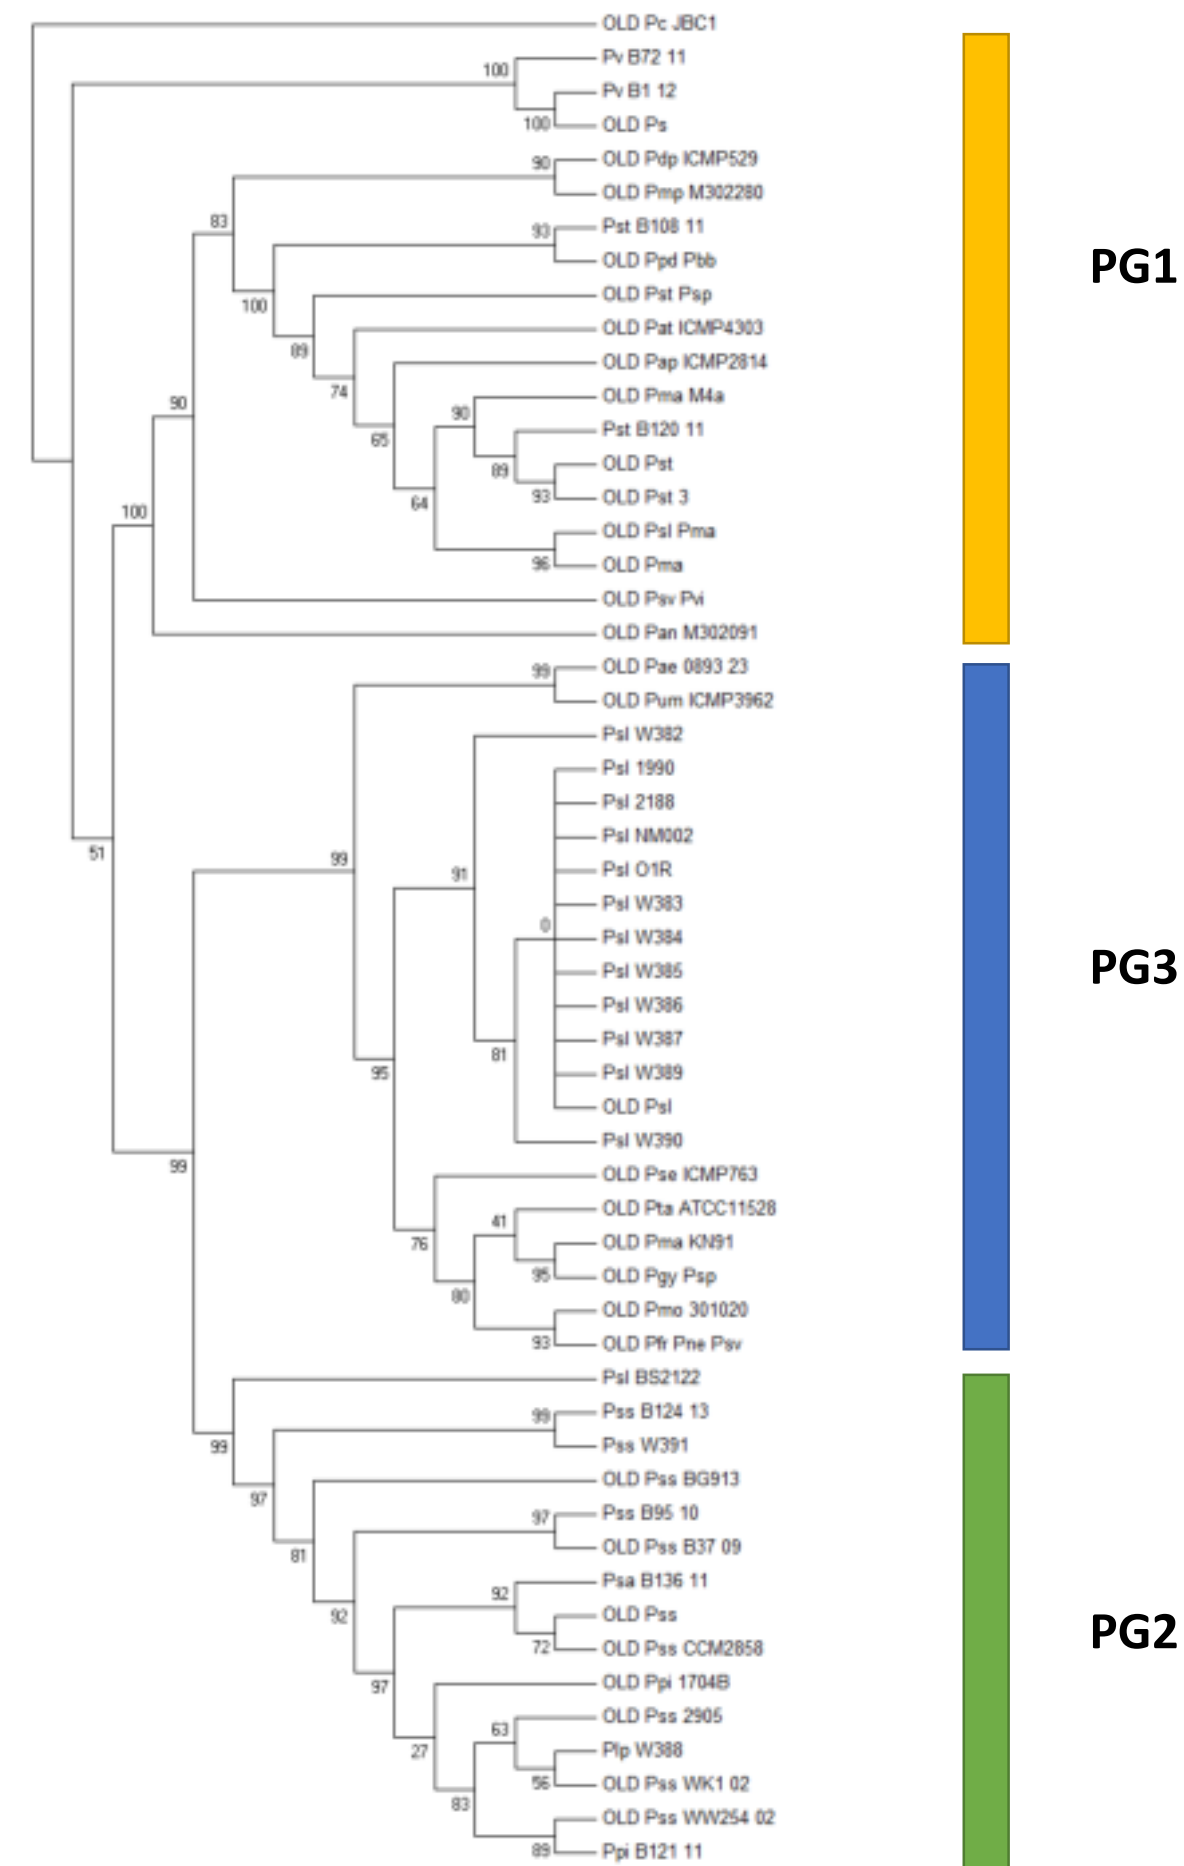 OLD Pc JBC1
Pv B72 11
100
Pv B1 12
100
OLD Ps
OLD Pdp ICMP529
90
OLD Pmp M302280
83
Pst B108 11
93
OLD Ppd Pbb
100
OLD Pst Psp
OLD Pat ICMP4303
89
OLD Pap ICMP2814
74
OLD Pma M4a
90
90
Pst B120 11
65
OLD Pst
89
OLD Pst 3
93
64
100
OLD Psl Pma
OLD Pma
96
OLD Psv Pvi
OLD Pan M302091
PG1
OLD Pae 0893 23
99
OLD Pum ICMP3962
Psl W382
Psl 1990
Psl 2188
Psl NM002
51
99
Psl O1R
91
Psl W383
0
Psl W384
Psl W385
Psl W386
Psl W387
81
95
Psl W389
OLD Psl
Psl W390
99
OLD Pse ICMP763
OLD Pta ATCC11528
41
OLD Pma KN91
76
OLD Pgy Psp
95
80
OLD Pmo 301020
OLD Pfr Pne Psv
93
PG3
Psl BS2122
Pss B124 13
99
Pss W391
99
OLD Pss BG913
97
Pss B95 10
97
OLD Pss B37 09
81
Psa B136 11
92
OLD Pss
92
OLD Pss CCM2858
72
OLD Ppi 1704B
97
OLD Pss 2905
63
Plp W388
27
OLD Pss WK1 02
56
83
OLD Pss WW254 02
Ppi B121 11
89
PG2